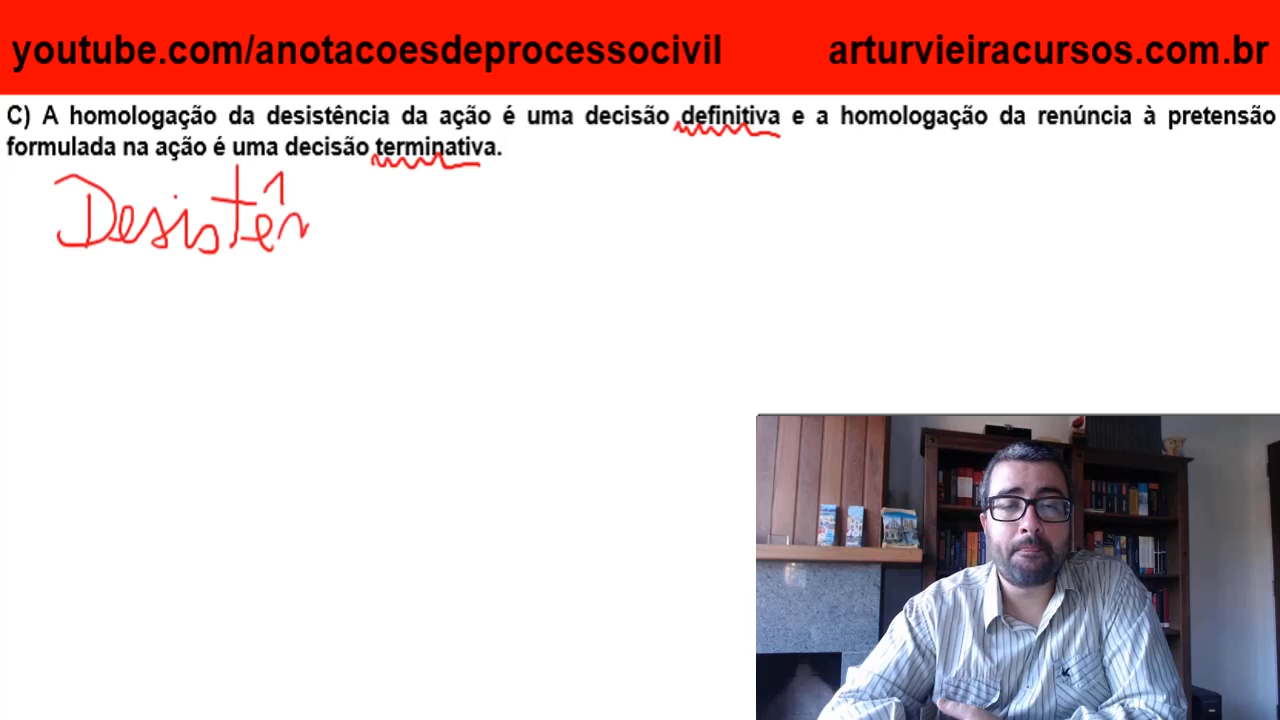 youtube.com/anotacoesdeprocessocivil arturvieiracursos.com.br
C) A homologação da desistência da ação é uma decisão definitiva e a homologação da renúncia à pretensão
formulada na ação é uma decisão terminativa.
Desistên